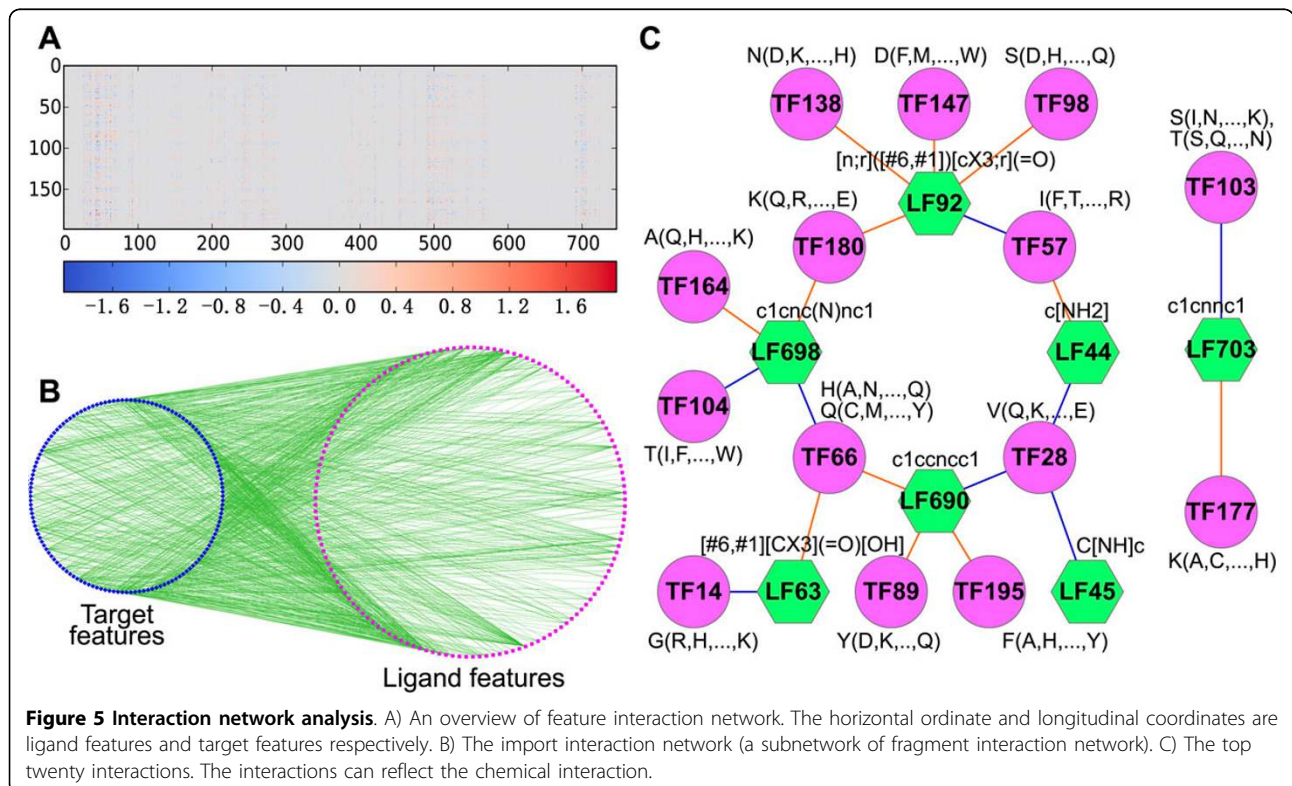 A
0
50
100
150
0 100 200 300 400 500 600 700
-1.6 -1.2 -0.8 -0.4 0.0 0.4 0.8 1.2 1.6
B
Target
features
Ligand features
C
N(D,K,...,H) D(F,M,...,W) S(D,H,...,Q)
TF138 TF147 TF98
[n;r]([#6,#1])[cX3;r](=O)
LF92
K(Q,R,...,E) I(F,T,...,R)
TF180 TF57
A(Q,H,...,K)
TF164
c1cnc(N)nc1 c[NH2]
LF698 LF44
TF104
T(I,F,...,W)
H(A,N,...,Q)
Q(C,M,...,Y)
V(Q,K,...,E)
TF66 TF28
c1ccncc1
LF690
[#6,#1][CX3](=O)[OH] C[NH]c
TF14 LF63 TF89 TF195 LF45
G(R,H,...,K) Y(D,K,..,Q) F(A,H,...,Y)
S(I,N,...,K),
T(S,Q,..,N)
TF103
c1cnnc1
LF703
TF177
K(A,C,...,H)
Figure 5 Interaction network analysis. A) An overview of feature interaction network. The horizontal ordinate and longitudinal coordinates are
ligand features and target features respectively. B) The import interaction network (a subnetwork of fragment interaction network). C) The top
twenty interactions. The interactions can reflect the chemical interaction.